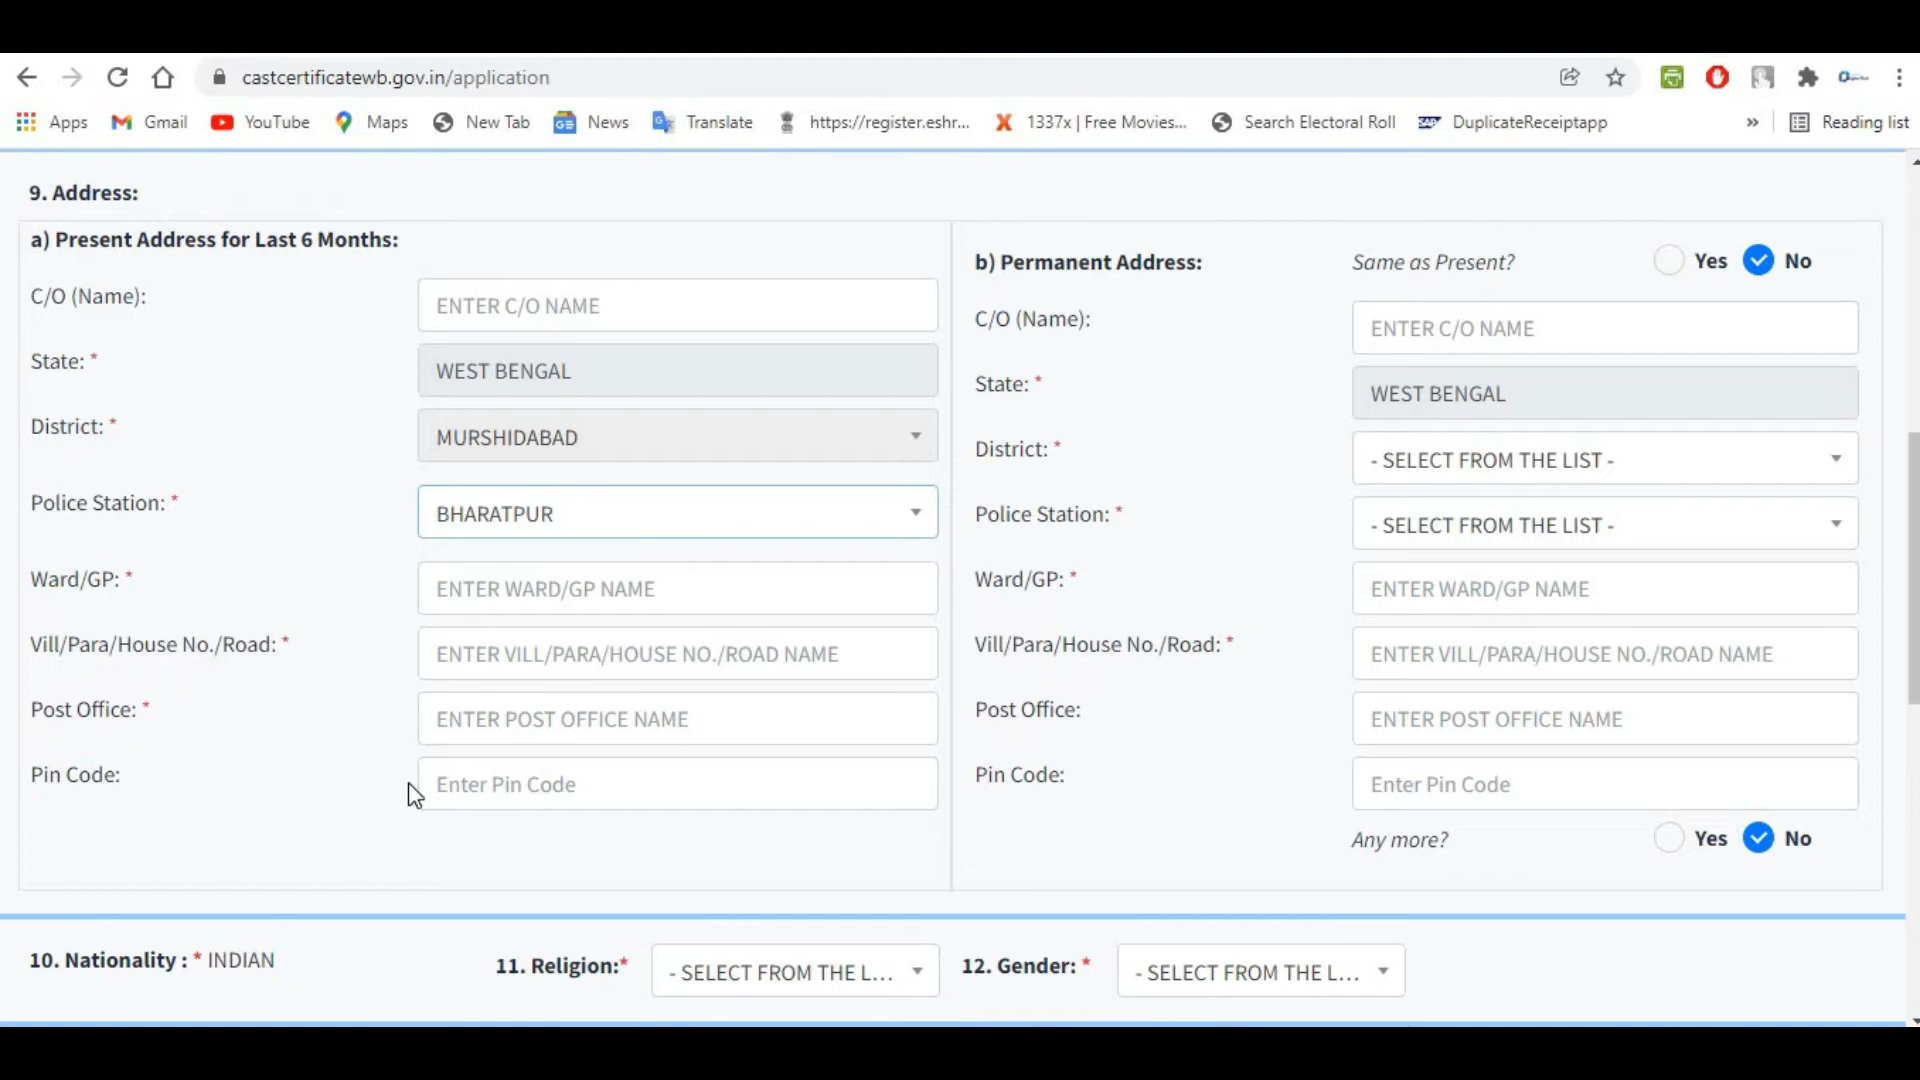 castcertificatewb.gov.in/application
Apps Gmail YouTube Maps New Tab News Translate https://register.eshr... 1337x | Free Movies... Search Electoral Roll DuplicateReceiptapp » Reading list
9. Address:
a) Present Address for Last 6 Months:
C/O (Name): ENTER C/O NAME
State: * WEST BENGAL
District: * MURSHIDABAD
Police Station: * BHARATPUR
Ward/GP: * ENTER WARD/GP NAME
Vill/Para/House No./Road: * ENTER VILL/PARA/HOUSE NO./ROAD NAME
Post Office: * ENTER POST OFFICE NAME
Pin Code: Enter Pin Code
b) Permanent Address: Same as Present? Yes No
C/O (Name): ENTER C/O NAME
State: * WEST BENGAL
District: * - SELECT FROM THE LIST -
Police Station: * - SELECT FROM THE LIST -
Ward/GP: * ENTER WARD/GP NAME
Vill/Para/House No./Road: * ENTER VILL/PARA/HOUSE NO./ROAD NAME
Post Office: ENTER POST OFFICE NAME
Pin Code: Enter Pin Code
Any more? Yes No
10. Nationality : * INDIAN 11. Religion:* - SELECT FROM THE L... 12. Gender: * - SELECT FROM THE L...